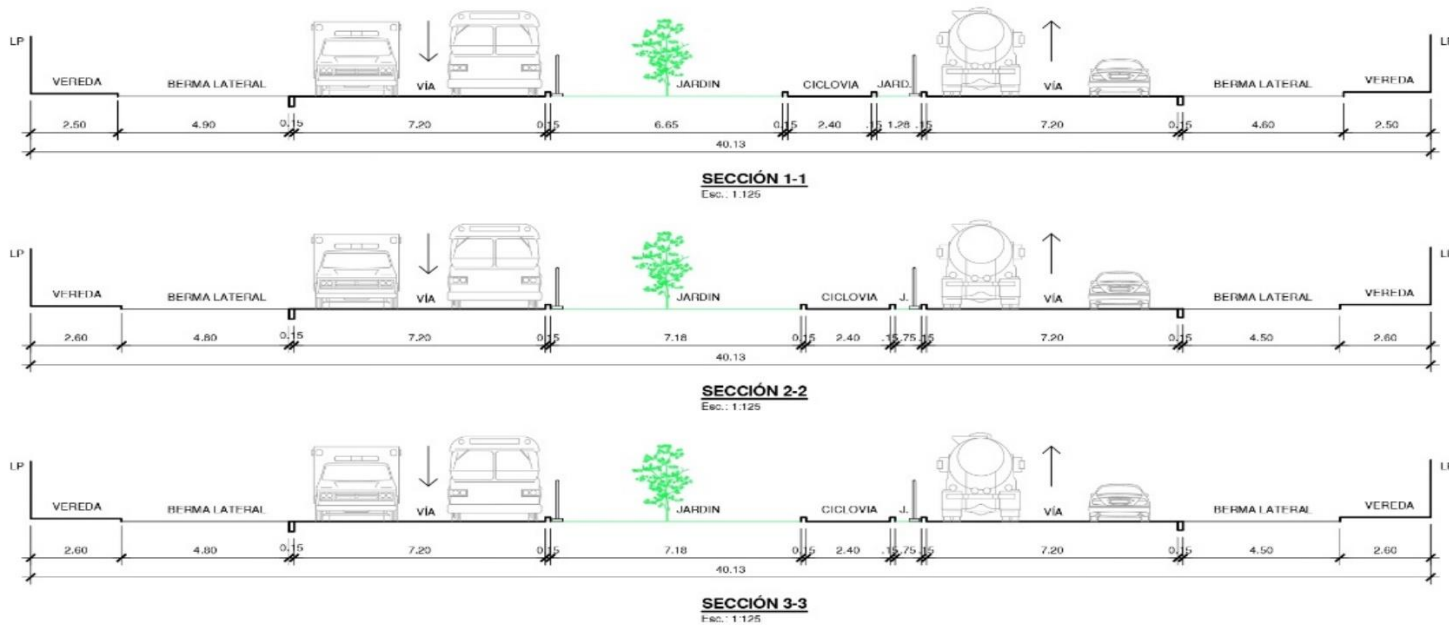 LP LP
VEREDA BERMA LATERAL VÍA JARDIN CICLOVIA JARD. VÍA BERMA LATERAL VEREDA
2.50 4.90 0.15 7.20 0.15 6.65 0.15 2.40 .15 1.28 .15 7.20 0.15 4.60 2.50
40.13
SECCIÓN 1-1
Esc.: 1:125
LP LP
VEREDA BERMA LATERAL VÍA JARDIN CICLOVIA J. VÍA BERMA LATERAL VEREDA
2.60 4.80 0.15 7.20 0.15 7.18 0.15 2.40 .15 .75 .15 7.20 0.15 4.50 2.60
40.13
SECCIÓN 2-2
Esc.: 1:125
LP LP
VEREDA BERMA LATERAL VÍA JARDIN CICLOVIA J. VÍA BERMA LATERAL VEREDA
2.60 4.80 0.15 7.20 0.15 7.18 0.15 2.40 .15 .75 .15 7.20 0.15 4.50 2.60
40.13
SECCIÓN 3-3
Esc.: 1:125